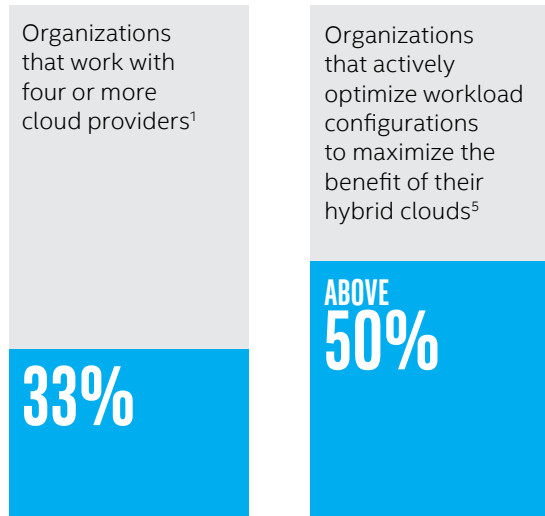 Organizations
that work with
four or more
cloud providers¹
33%
Organizations
that actively
optimize workload
configurations
to maximize the
benefit of their
hybrid clouds⁵
ABOVE
50%